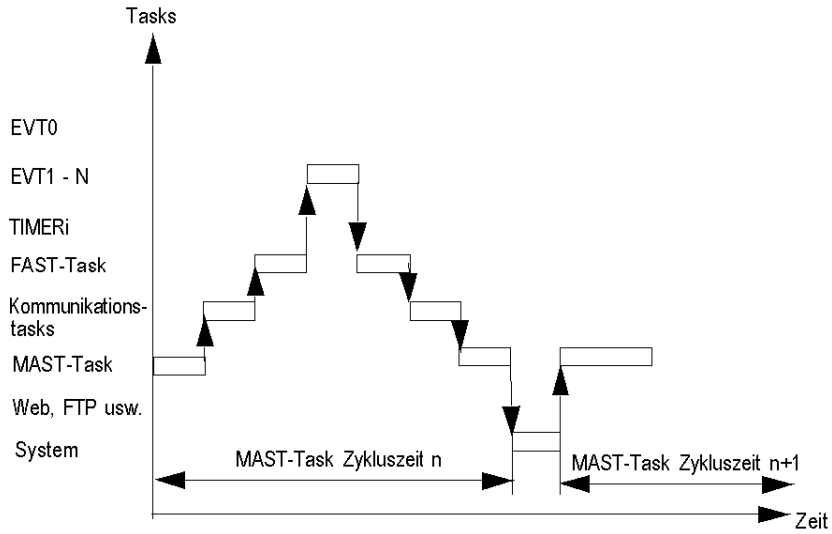 Tasks
EVT0
EVT1 - N
TIMERi
FAST-Task
Kommunikations-
tasks
MAST-Task
Web, FTP usw.
System
MAST-Task Zykluszeit n
MAST-Task Zykluszeit n+1
Zeit